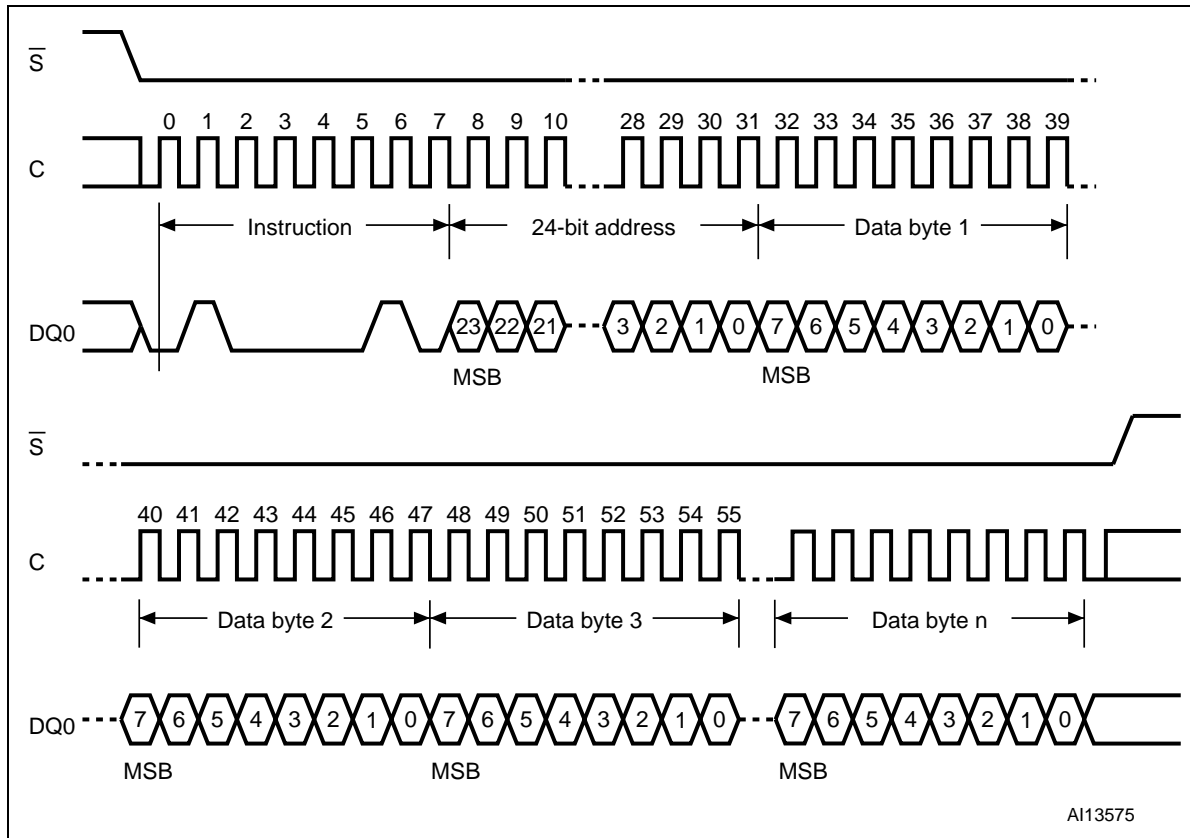 S̅
0 1 2 3 4 5 6 7 8 9 10 28 29 30 31 32 33 34 35 36 37 38 39
C
Instruction 24-bit address Data byte 1
DQ0 23 22 21 3 2 1 0 7 6 5 4 3 2 1 0
MSB MSB
S̅
40 41 42 43 44 45 46 47 48 49 50 51 52 53 54 55
C
Data byte 2 Data byte 3 Data byte n
DQ0 7 6 5 4 3 2 1 0 7 6 5 4 3 2 1 0 7 6 5 4 3 2 1 0
MSB MSB MSB
AI13575